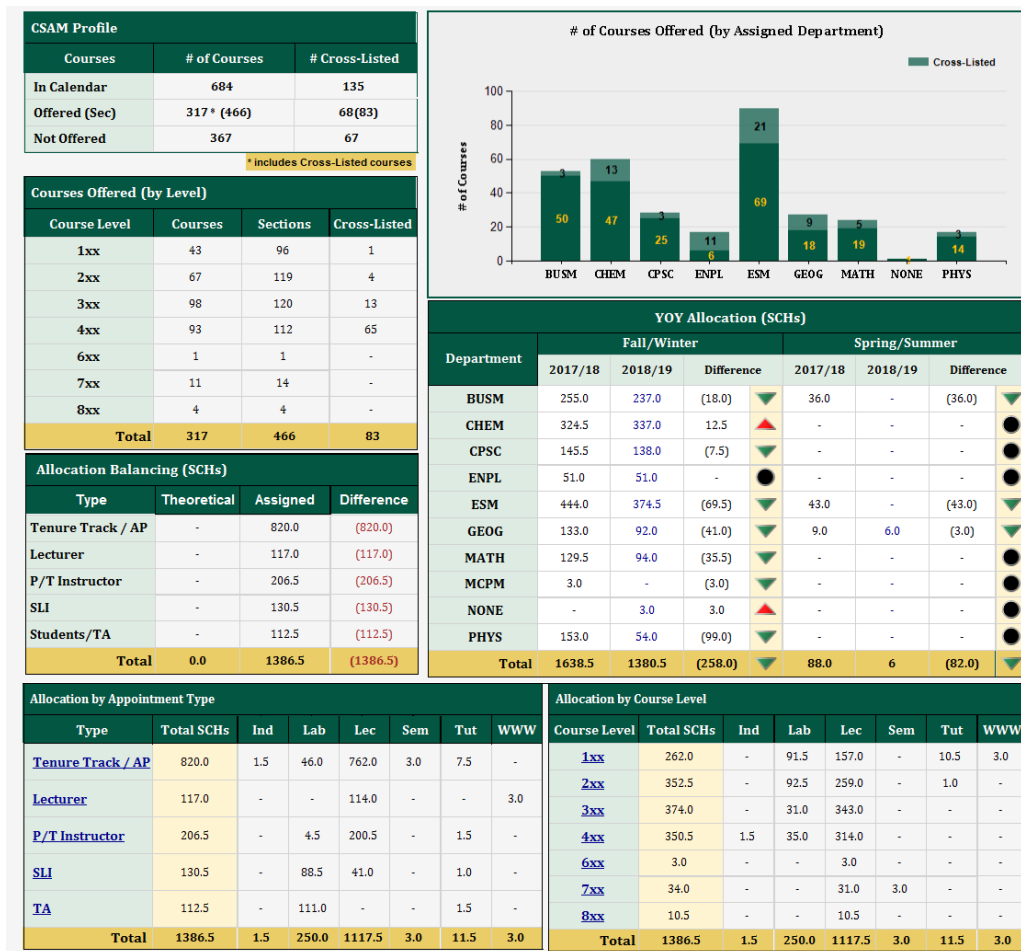 CSAM Profile
Courses # of Courses # Cross-Listed
In Calendar 684 135
Offered (Sec) 317* (466) 68(83)
Not Offered 367 67
* includes Cross-Listed courses
Courses Offered (by Level)
Course Level Courses Sections Cross-Listed
1xx 43 96 1
2xx 67 119 4
3xx 98 120 13
4xx 93 112 65
6xx 1 1 -
7xx 11 14 -
8xx 4 4 -
Total 317 466 83
Allocation Balancing (SCHs)
Type Theoretical Assigned Difference
Tenure Track / AP - 820.0 (820.0)
Lecturer - 117.0 (117.0)
P/T Instructor - 206.5 (206.5)
SLI - 130.5 (130.5)
Students/TA - 112.5 (112.5)
Total 0.0 1386.5 (1386.5)
# of Courses Offered (by Assigned Department)
Cross-Listed
# of Courses
100
80
60
40
20
0
3 13 3 11 21 9 5 3
50 47 25 6 69 18 19 14
BUSM CHEM CPSC ENPL ESM GEOG MATH NONE PHYS
YOY Allocation (SCHs)
Department Fall/Winter Spring/Summer
2017/18 2018/19 Difference 2017/18 2018/19 Difference
BUSM 255.0 237.0 (18.0) 36.0 - (36.0)
CHEM 324.5 337.0 12.5 - - -
CPSC 145.5 138.0 (7.5) - - -
ENPL 51.0 51.0 - - - -
ESM 444.0 374.5 (69.5) 43.0 - (43.0)
GEOG 133.0 92.0 (41.0) 9.0 6.0 (3.0)
MATH 129.5 94.0 (35.5) - - -
MCPM 3.0 - (3.0) - - -
NONE - 3.0 3.0 - - -
PHYS 153.0 54.0 (99.0) - - -
Total 1638.5 1380.5 (258.0) 88.0 6 (82.0)
Allocation by Appointment Type
Type Total SCHs Ind Lab Lec Sem Tut WWW
Tenure Track / AP 820.0 1.5 46.0 762.0 3.0 7.5 -
Lecturer 117.0 - - 114.0 - - 3.0
P/T Instructor 206.5 - 4.5 200.5 - 1.5 -
SLI 130.5 - 88.5 41.0 - 1.0 -
TA 112.5 - 111.0 - - 1.5 -
Total 1386.5 1.5 250.0 1117.5 3.0 11.5 3.0
Allocation by Course Level
Course Level Total SCHs Ind Lab Lec Sem Tut WWW
1xx 262.0 - 91.5 157.0 - 10.5 3.0
2xx 352.5 - 92.5 259.0 - 1.0 -
3xx 374.0 - 31.0 343.0 - - -
4xx 350.5 1.5 35.0 314.0 - - -
6xx 3.0 - - 3.0 - - -
7xx 34.0 - - 31.0 3.0 - -
8xx 10.5 - - 10.5 - - -
Total 1386.5 1.5 250.0 1117.5 3.0 11.5 3.0